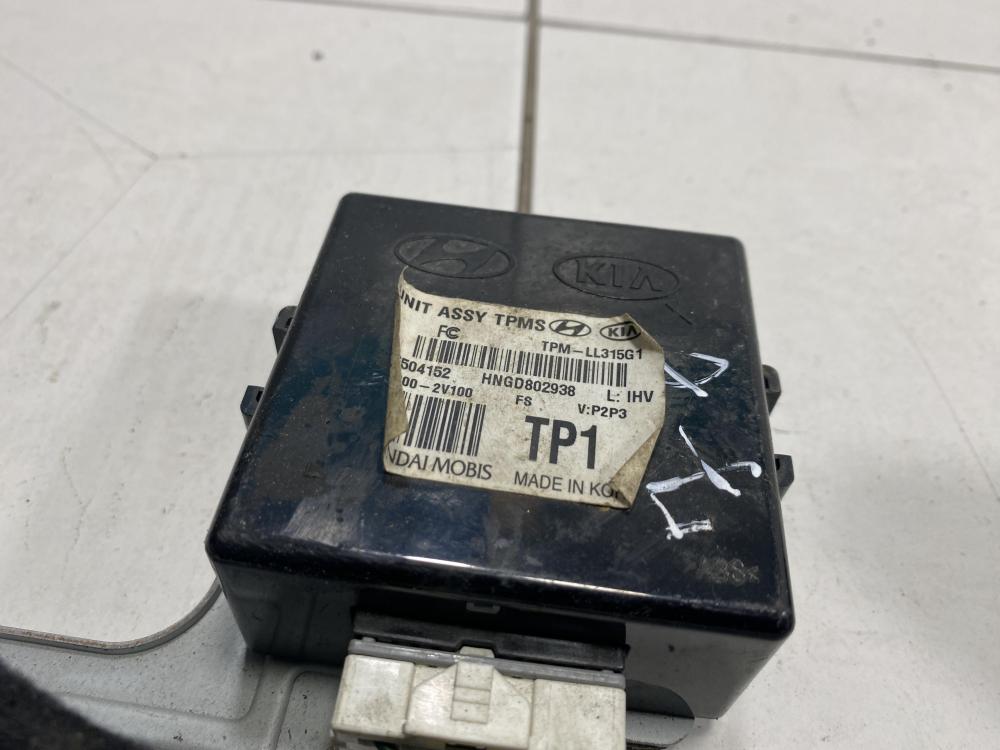 KIA
UNIT ASSY TPMS KIA
FC TPM-LL315G1
504152 HNGD802938 L: IHV
00-2V100 FS V:P2P3
TP1
NDAI MOBIS MADE IN KO